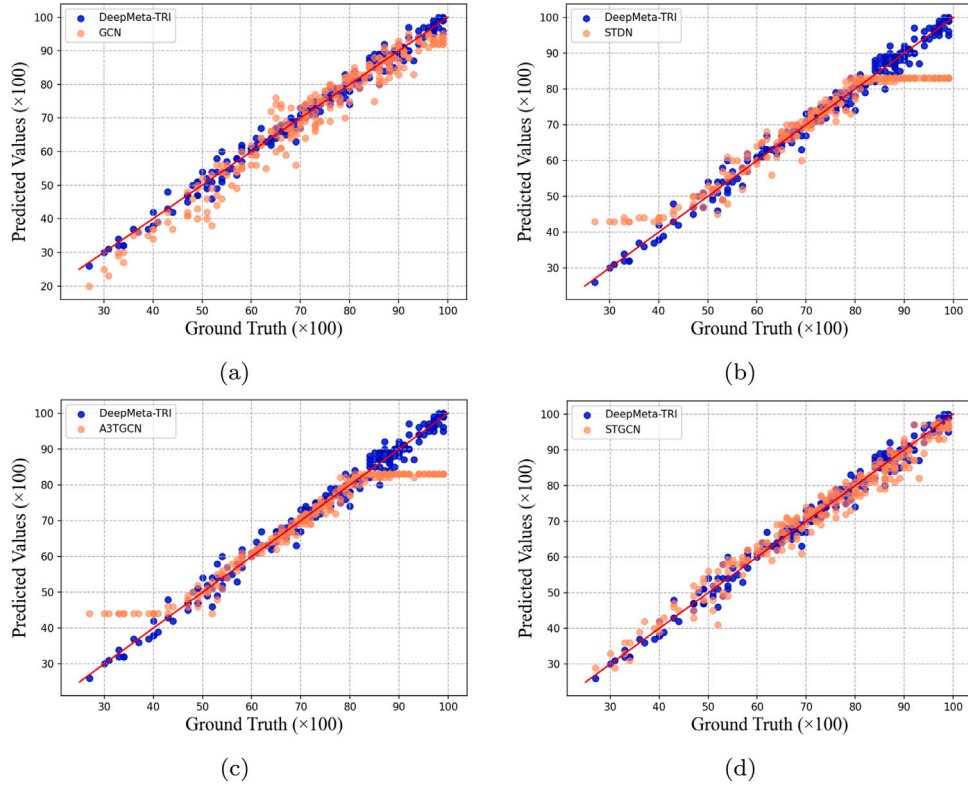 DeepMeta-TRI
GCN
Predicted Values (×100)
100
90
80
70
60
50
40
30
20
30 40 50 60 70 80 90 100
Ground Truth (×100)
(a)
DeepMeta-TRI
STDN
Predicted Values (×100)
100
90
80
70
60
50
40
30
30 40 50 60 70 80 90 100
Ground Truth (×100)
(b)
DeepMeta-TRI
A3TGCN
Predicted Values (×100)
100
90
80
70
60
50
40
30
30 40 50 60 70 80 90 100
Ground Truth (×100)
(c)
DeepMeta-TRI
STGCN
Predicted Values (×100)
100
90
80
70
60
50
40
30
30 40 50 60 70 80 90 100
Ground Truth (×100)
(d)